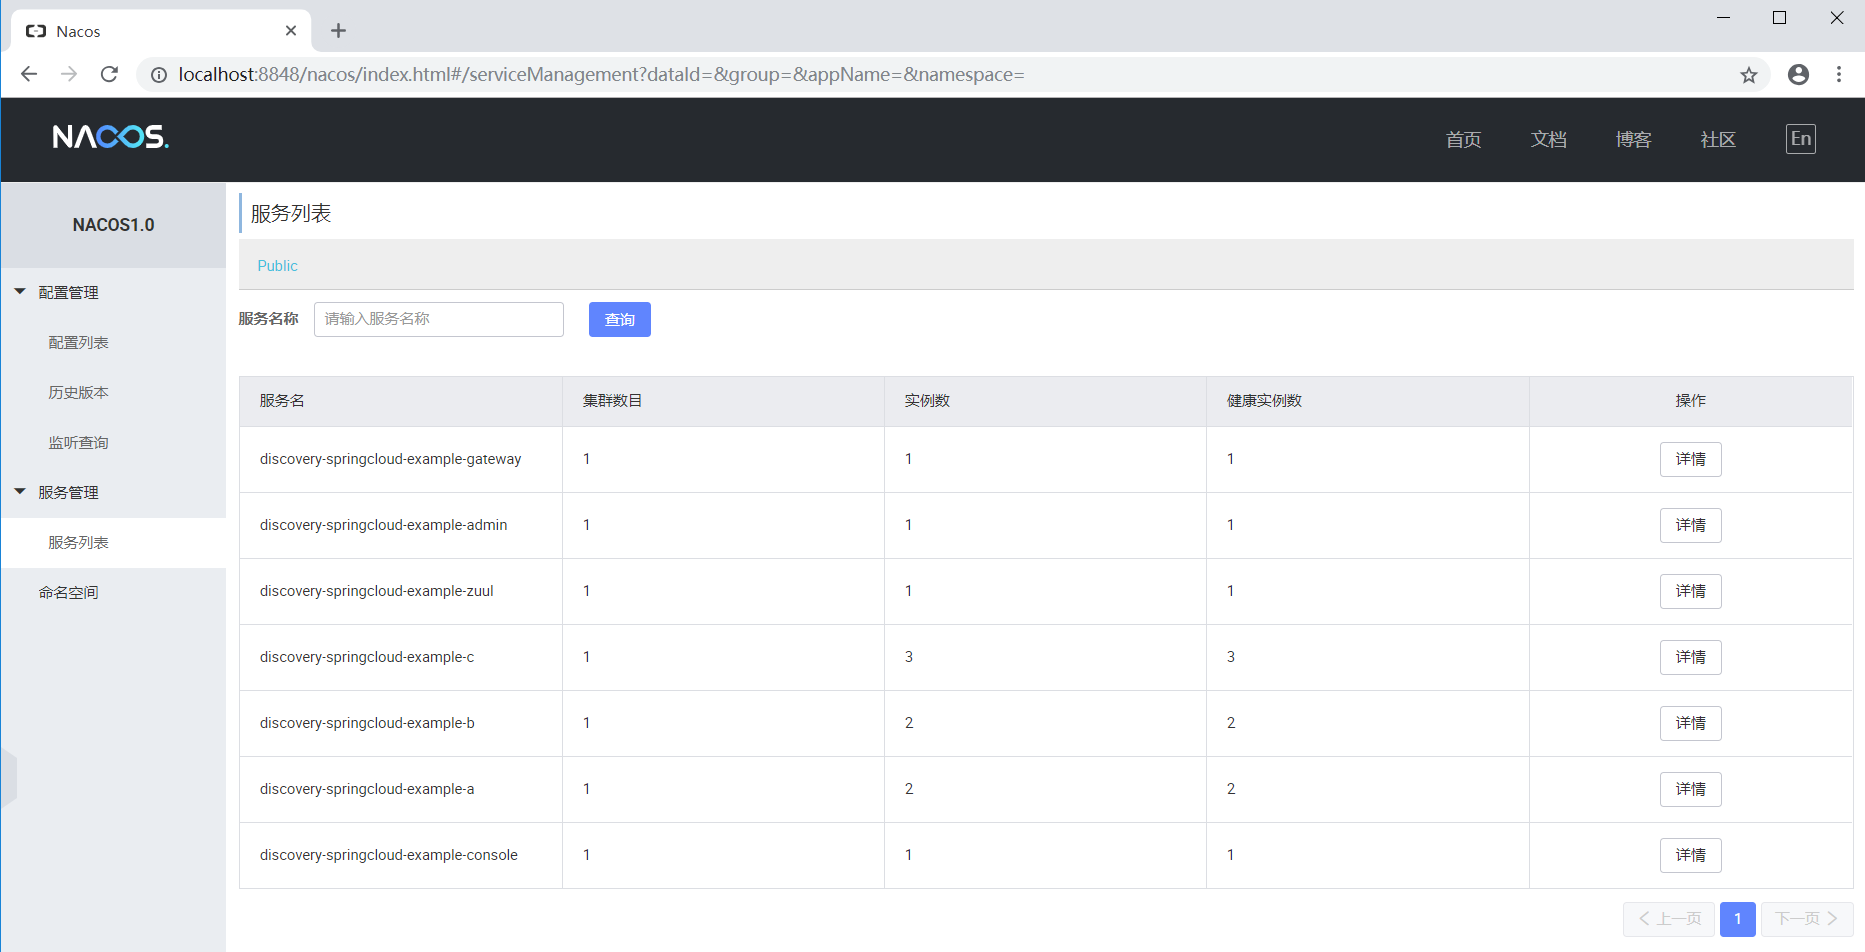 Nacos
localhost:8848/nacos/index.html#/serviceManagement?dataId=&group=&appName=&namespace=
NACOS.
首页 文档 博客 社区 En
NACOS1.0
配置管理
配置列表
历史版本
监听查询
服务管理
服务列表
命名空间
服务列表
Public
服务名称 请输入服务名称 查询
服务名 集群数目 实例数 健康实例数 操作
discovery-springcloud-example-gateway 1 1 1 详情
discovery-springcloud-example-admin 1 1 1 详情
discovery-springcloud-example-zuul 1 1 1 详情
discovery-springcloud-example-c 1 3 3 详情
discovery-springcloud-example-b 1 2 2 详情
discovery-springcloud-example-a 1 2 2 详情
discovery-springcloud-example-console 1 1 1 详情
上一页 1 下一页